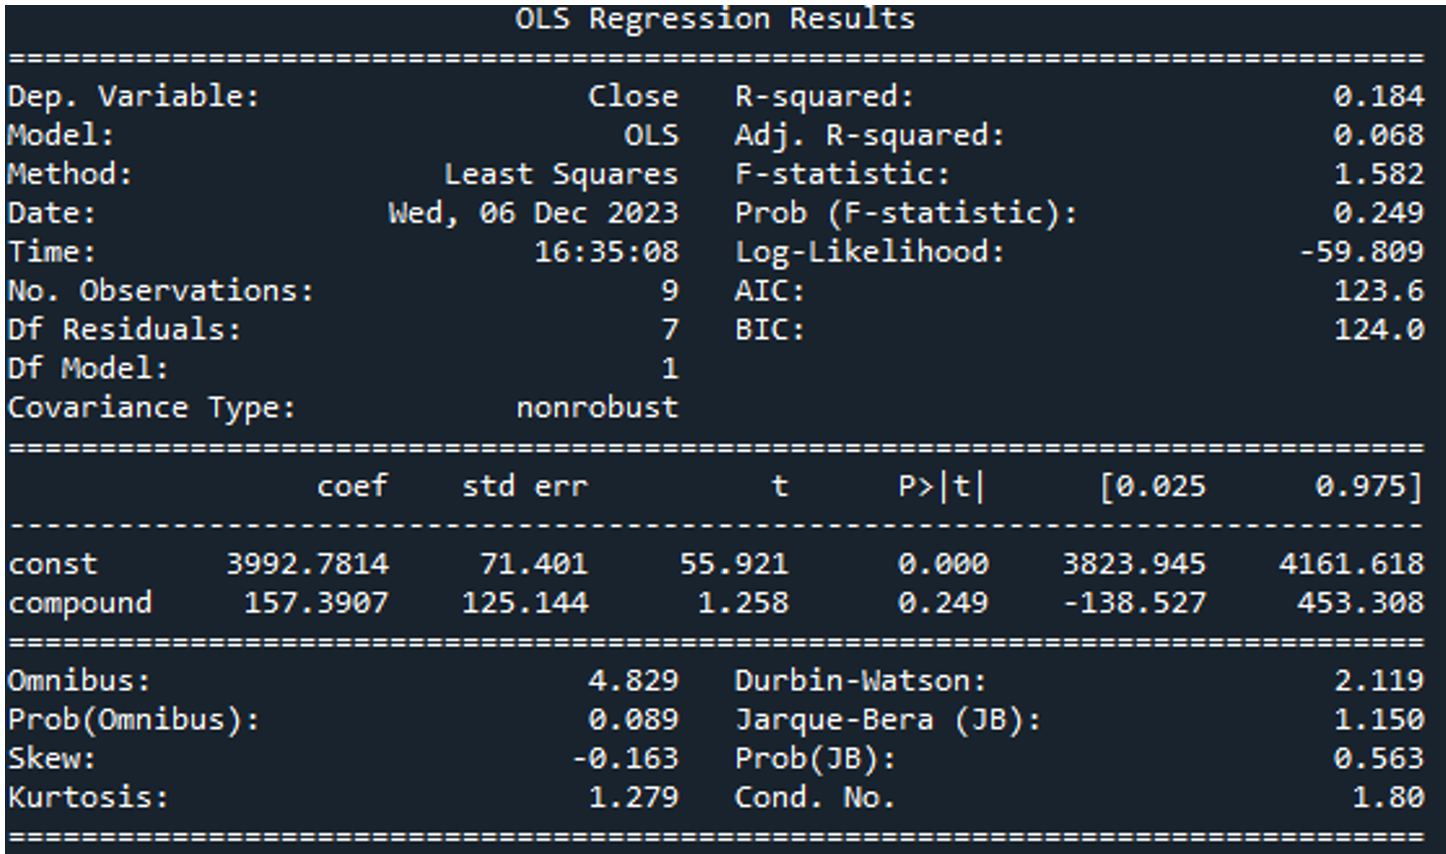 OLS Regression Results
==============================================================================
Dep. Variable:                  Close   R-squared:                       0.184
Model:                            OLS   Adj. R-squared:                  0.068
Method:                 Least Squares   F-statistic:                     1.582
Date:                Wed, 06 Dec 2023   Prob (F-statistic):              0.249
Time:                        16:35:08   Log-Likelihood:                -59.809
No. Observations:                   9   AIC:                             123.6
Df Residuals:                       7   BIC:                             124.0
Df Model:                           1
Covariance Type:            nonrobust
==============================================================================
                 coef    std err          t      P>|t|      [0.025      0.975]
------------------------------------------------------------------------------
const       3992.7814     71.401     55.921      0.000    3823.945    4161.618
compound     157.3907    125.144      1.258      0.249    -138.527     453.308
==============================================================================
Omnibus:                        4.829   Durbin-Watson:                   2.119
Prob(Omnibus):                  0.089   Jarque-Bera (JB):                1.150
Skew:                          -0.163   Prob(JB):                        0.563
Kurtosis:                       1.279   Cond. No.                         1.80
==============================================================================